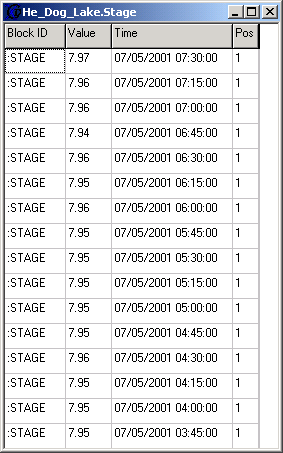 He_Dog_Lake.Stage
Block ID Value Time Pos
:STAGE 7.97 07/05/2001 07:30:00 1
:STAGE 7.96 07/05/2001 07:15:00 1
:STAGE 7.96 07/05/2001 07:00:00 1
:STAGE 7.94 07/05/2001 06:45:00 1
:STAGE 7.96 07/05/2001 06:30:00 1
:STAGE 7.95 07/05/2001 06:15:00 1
:STAGE 7.96 07/05/2001 06:00:00 1
:STAGE 7.95 07/05/2001 05:45:00 1
:STAGE 7.95 07/05/2001 05:30:00 1
:STAGE 7.95 07/05/2001 05:15:00 1
:STAGE 7.95 07/05/2001 05:00:00 1
:STAGE 7.95 07/05/2001 04:45:00 1
:STAGE 7.96 07/05/2001 04:30:00 1
:STAGE 7.95 07/05/2001 04:15:00 1
:STAGE 7.95 07/05/2001 04:00:00 1
:STAGE 7.95 07/05/2001 03:45:00 1